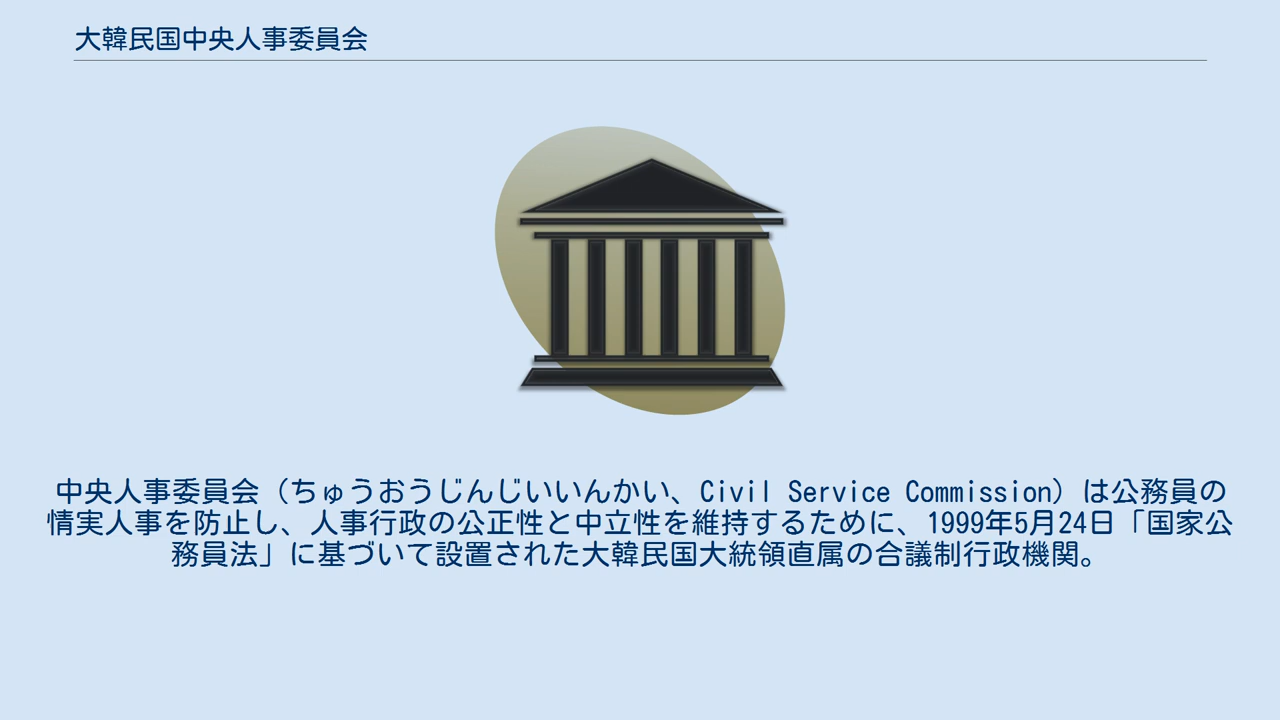 大韓民国中央人事委員会
中央人事委員会（ちゅうおうじんじいいんかい、Civil Service Commission）は公務員の
情実人事を防止し、人事行政の公正性と中立性を維持するために、1999年5月24日「国家公
務員法」に基づいて設置された大韓民国大統領直属の合議制行政機関。